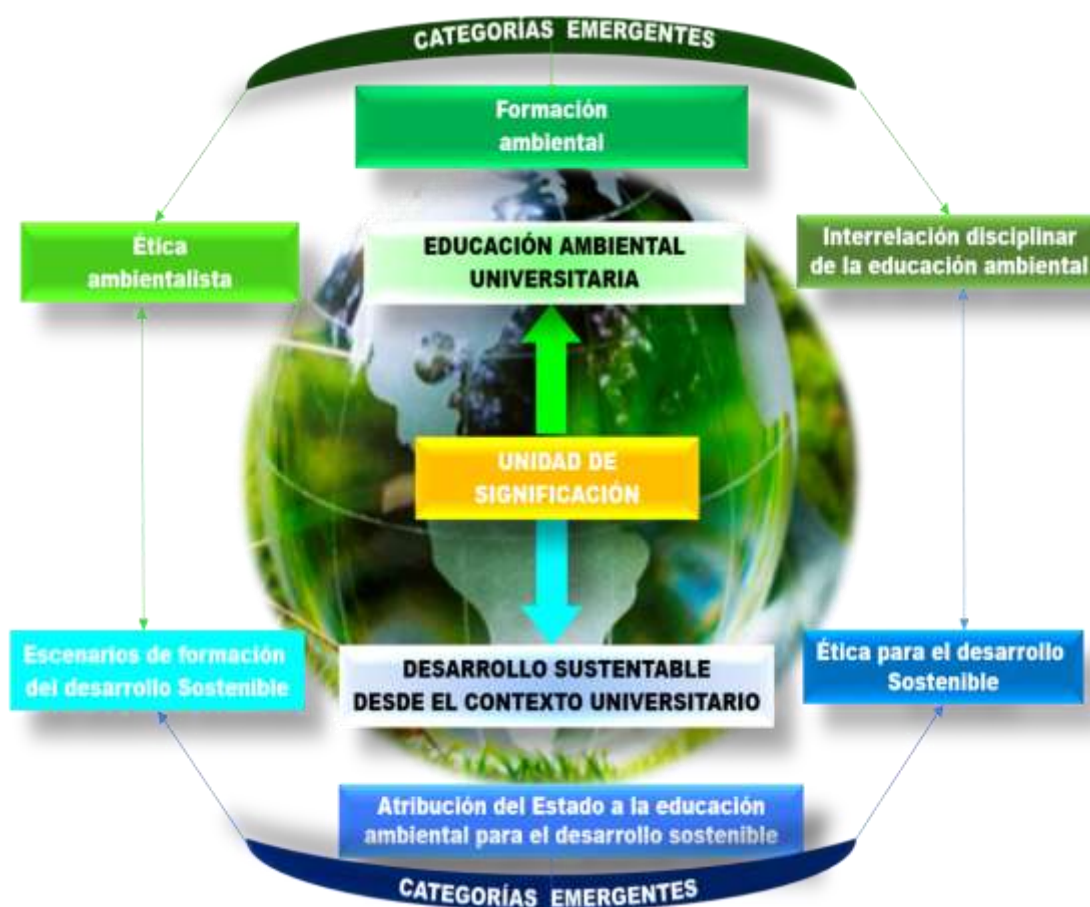 CATEGORÍAS EMERGENTES
Formación
ambiental
Ética
ambientalista
EDUCACIÓN AMBIENTAL
UNIVERSITARIA
Interrelación disciplinar
de la educación ambiental
UNIDAD DE
SIGNIFICACIÓN
Escenarios de formación
del desarrollo Sostenible
DESARROLLO SUSTENTABLE
DESDE EL CONTEXTO UNIVERSITARIO
Ética para el desarrollo
Sostenible
Atribución del Estado a la educación
ambiental para el desarrollo sostenible.
CATEGORÍAS EMERGENTES